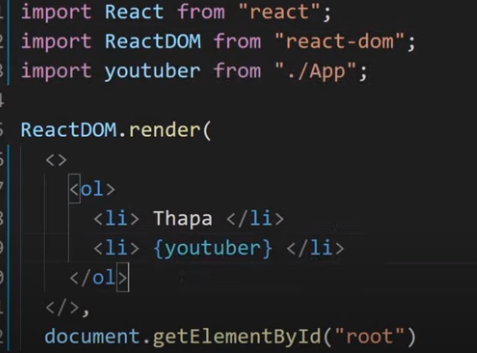 import React from "react";
import ReactDOM from "react-dom";
import youtuber from "./App";
ReactDOM.render(
<>
<ol>
<li> Thapa </li>
<li> {youtuber} </li>
</ol>
</>,
document.getElementById("root")